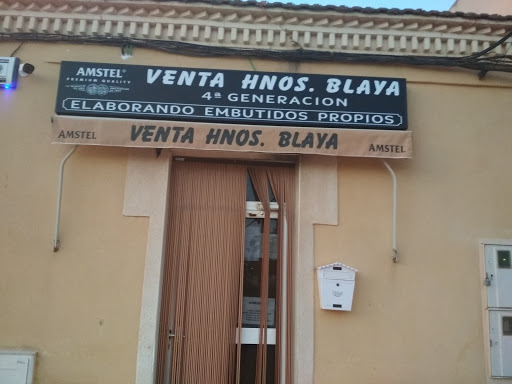 AMSTEL
PREMIUM QUALITY
VENTA HNOS. BLAYA
4ª GENERACION
ELABORANDO EMBUTIDOS PROPIOS
AMSTEL VENTA HNOS. BLAYA AMSTEL